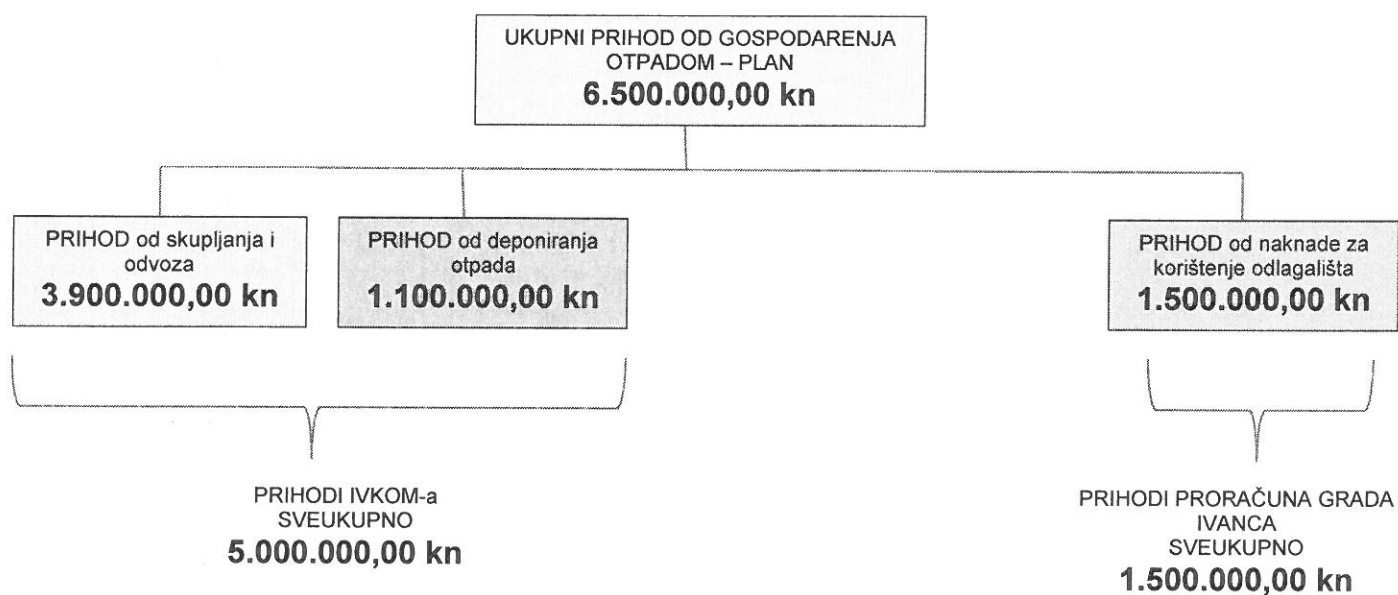 UKUPNI PRIHOD OD GOSPODARENJA
OTPADOM – PLAN
6.500.000,00 kn
PRIHOD od skupljanja i
odvoza
3.900.000,00 kn
PRIHOD od deponiranja
otpada
1.100.000,00 kn
PRIHOD od naknade za
korištenje odlagališta
1.500.000,00 kn
PRIHODI IVKOM-a
SVEUKUPNO
5.000.000,00 kn
PRIHODI PRORAČUNA GRADA
IVANCA
SVEUKUPNO
1.500.000,00 kn